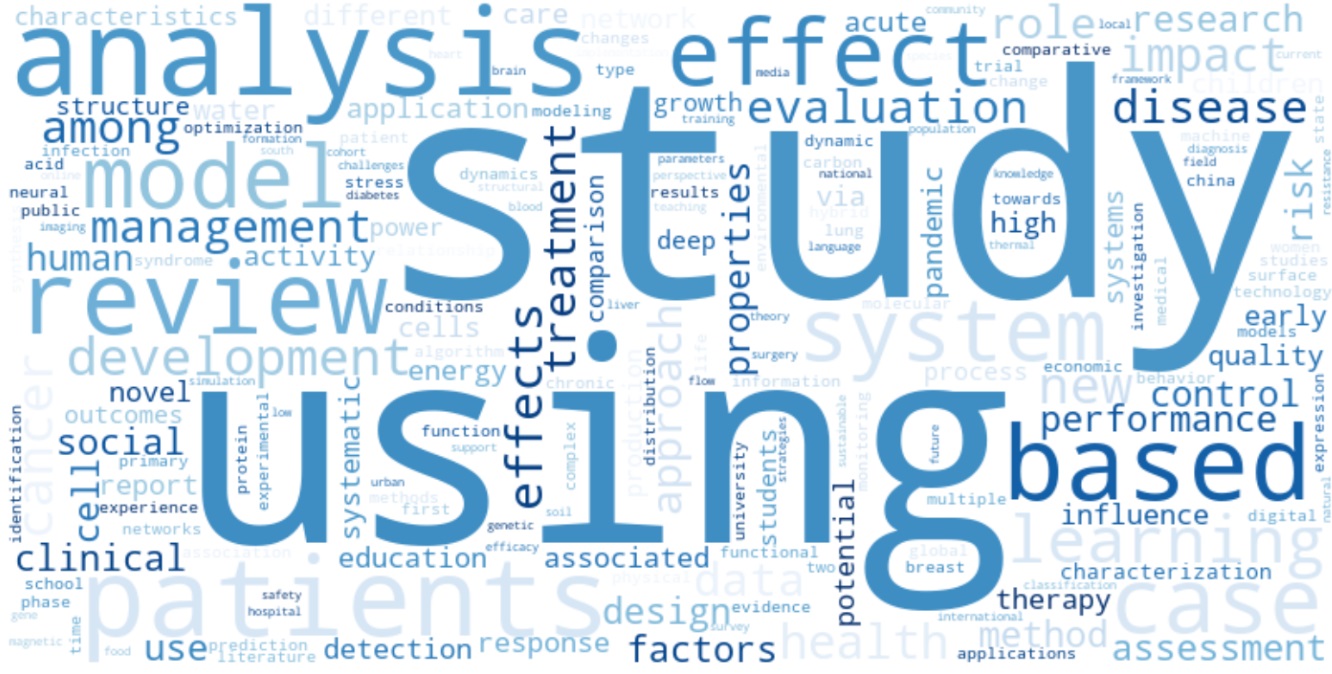 characteristics
different
care
network
changes
acute
community
role
local
research
analysis
effect
comparative
impact
current
heart
brain
type
media
trial
change
framework
children
structure
water
application
modeling
growth
training
evaluation
disease
state
among
optimization
formation
patient
population
dynamic
machine
diagnosis
infection
south
cohort
challenges
parameters
perspective
carbon
field
acid
online
model
stress
diabetes
dynamics
structural
results
national
knowledge
china
neural
public
imaging
blood
teaching
via
hybrid
towards
high
risk
resistance
study
management
power
treatment
comparison
deep
properties
environmental
lung
language
pandemic
thermal
systems
investigation
medical
women
studies
surface
technology
human
syndrome
activity
relationship
review
conditions
cells
liver
molecular
theory
system
early
models
quality
development
algorithm
energy
effects
approach
life
surgery
process
economic
behavior
novel
simulation
chronic
production
distribution
flow
information
new
control
cancer
outcomes
social
primary
protein
experimental
low
systematic
function
support
complex
performance
based
identification
cell
report
experience
networks
using
urban
methods
first
genetic
soil
university
students
strategies
sustainable
monitoring
future
multiple
influence
digital
expression
natural
clinical
association
education
efficacy
associated
functional
two
potential
global
breast
learning
characterization
classification
school
phase
gene
patients
safety
hospital
physical
data
design
evidence
survey
therapy
international
case
magnetic
time
food
use
prediction
literature
detection
response
factors
health
method
applications
assessment